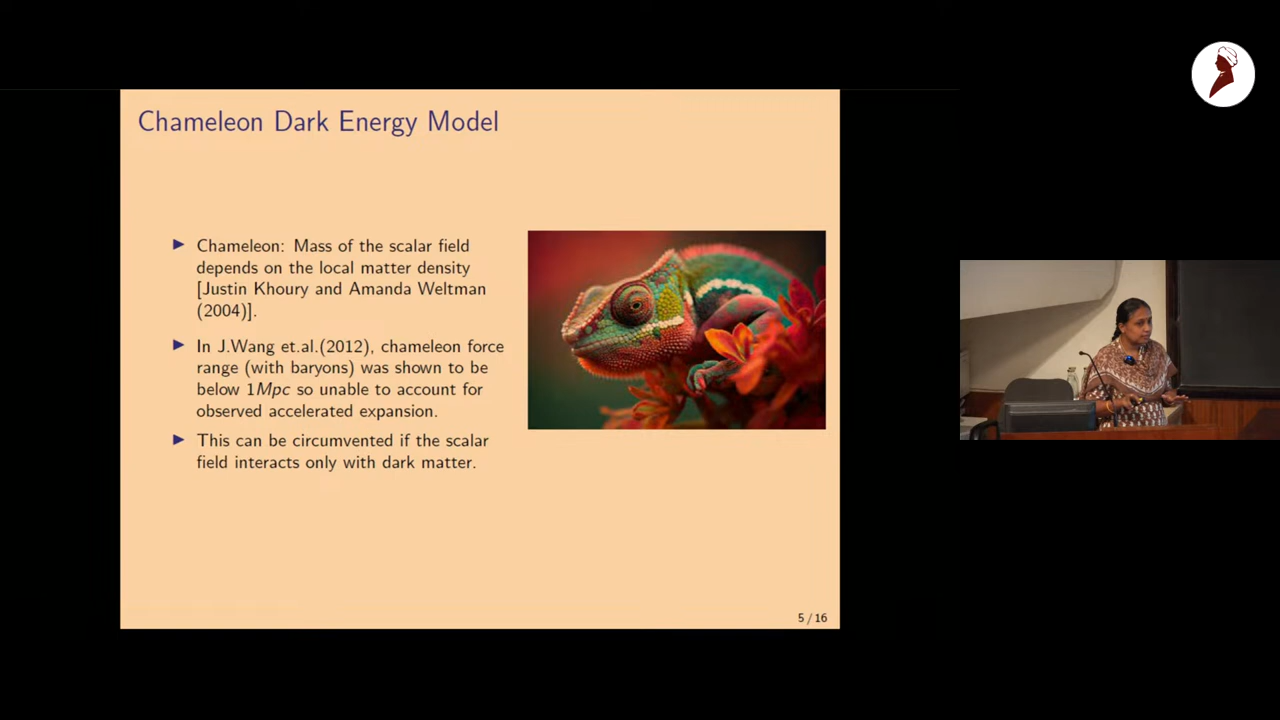 Chameleon Dark Energy Model
▶ Chameleon: Mass of the scalar field
depends on the local matter density
[Justin Khoury and Amanda Weltman
(2004)].
▶ In J.Wang et.al.(2012), chameleon force
range (with baryons) was shown to be
below 1Mpc so unable to account for
observed accelerated expansion.
▶ This can be circumvented if the scalar
field interacts only with dark matter.
5 / 16